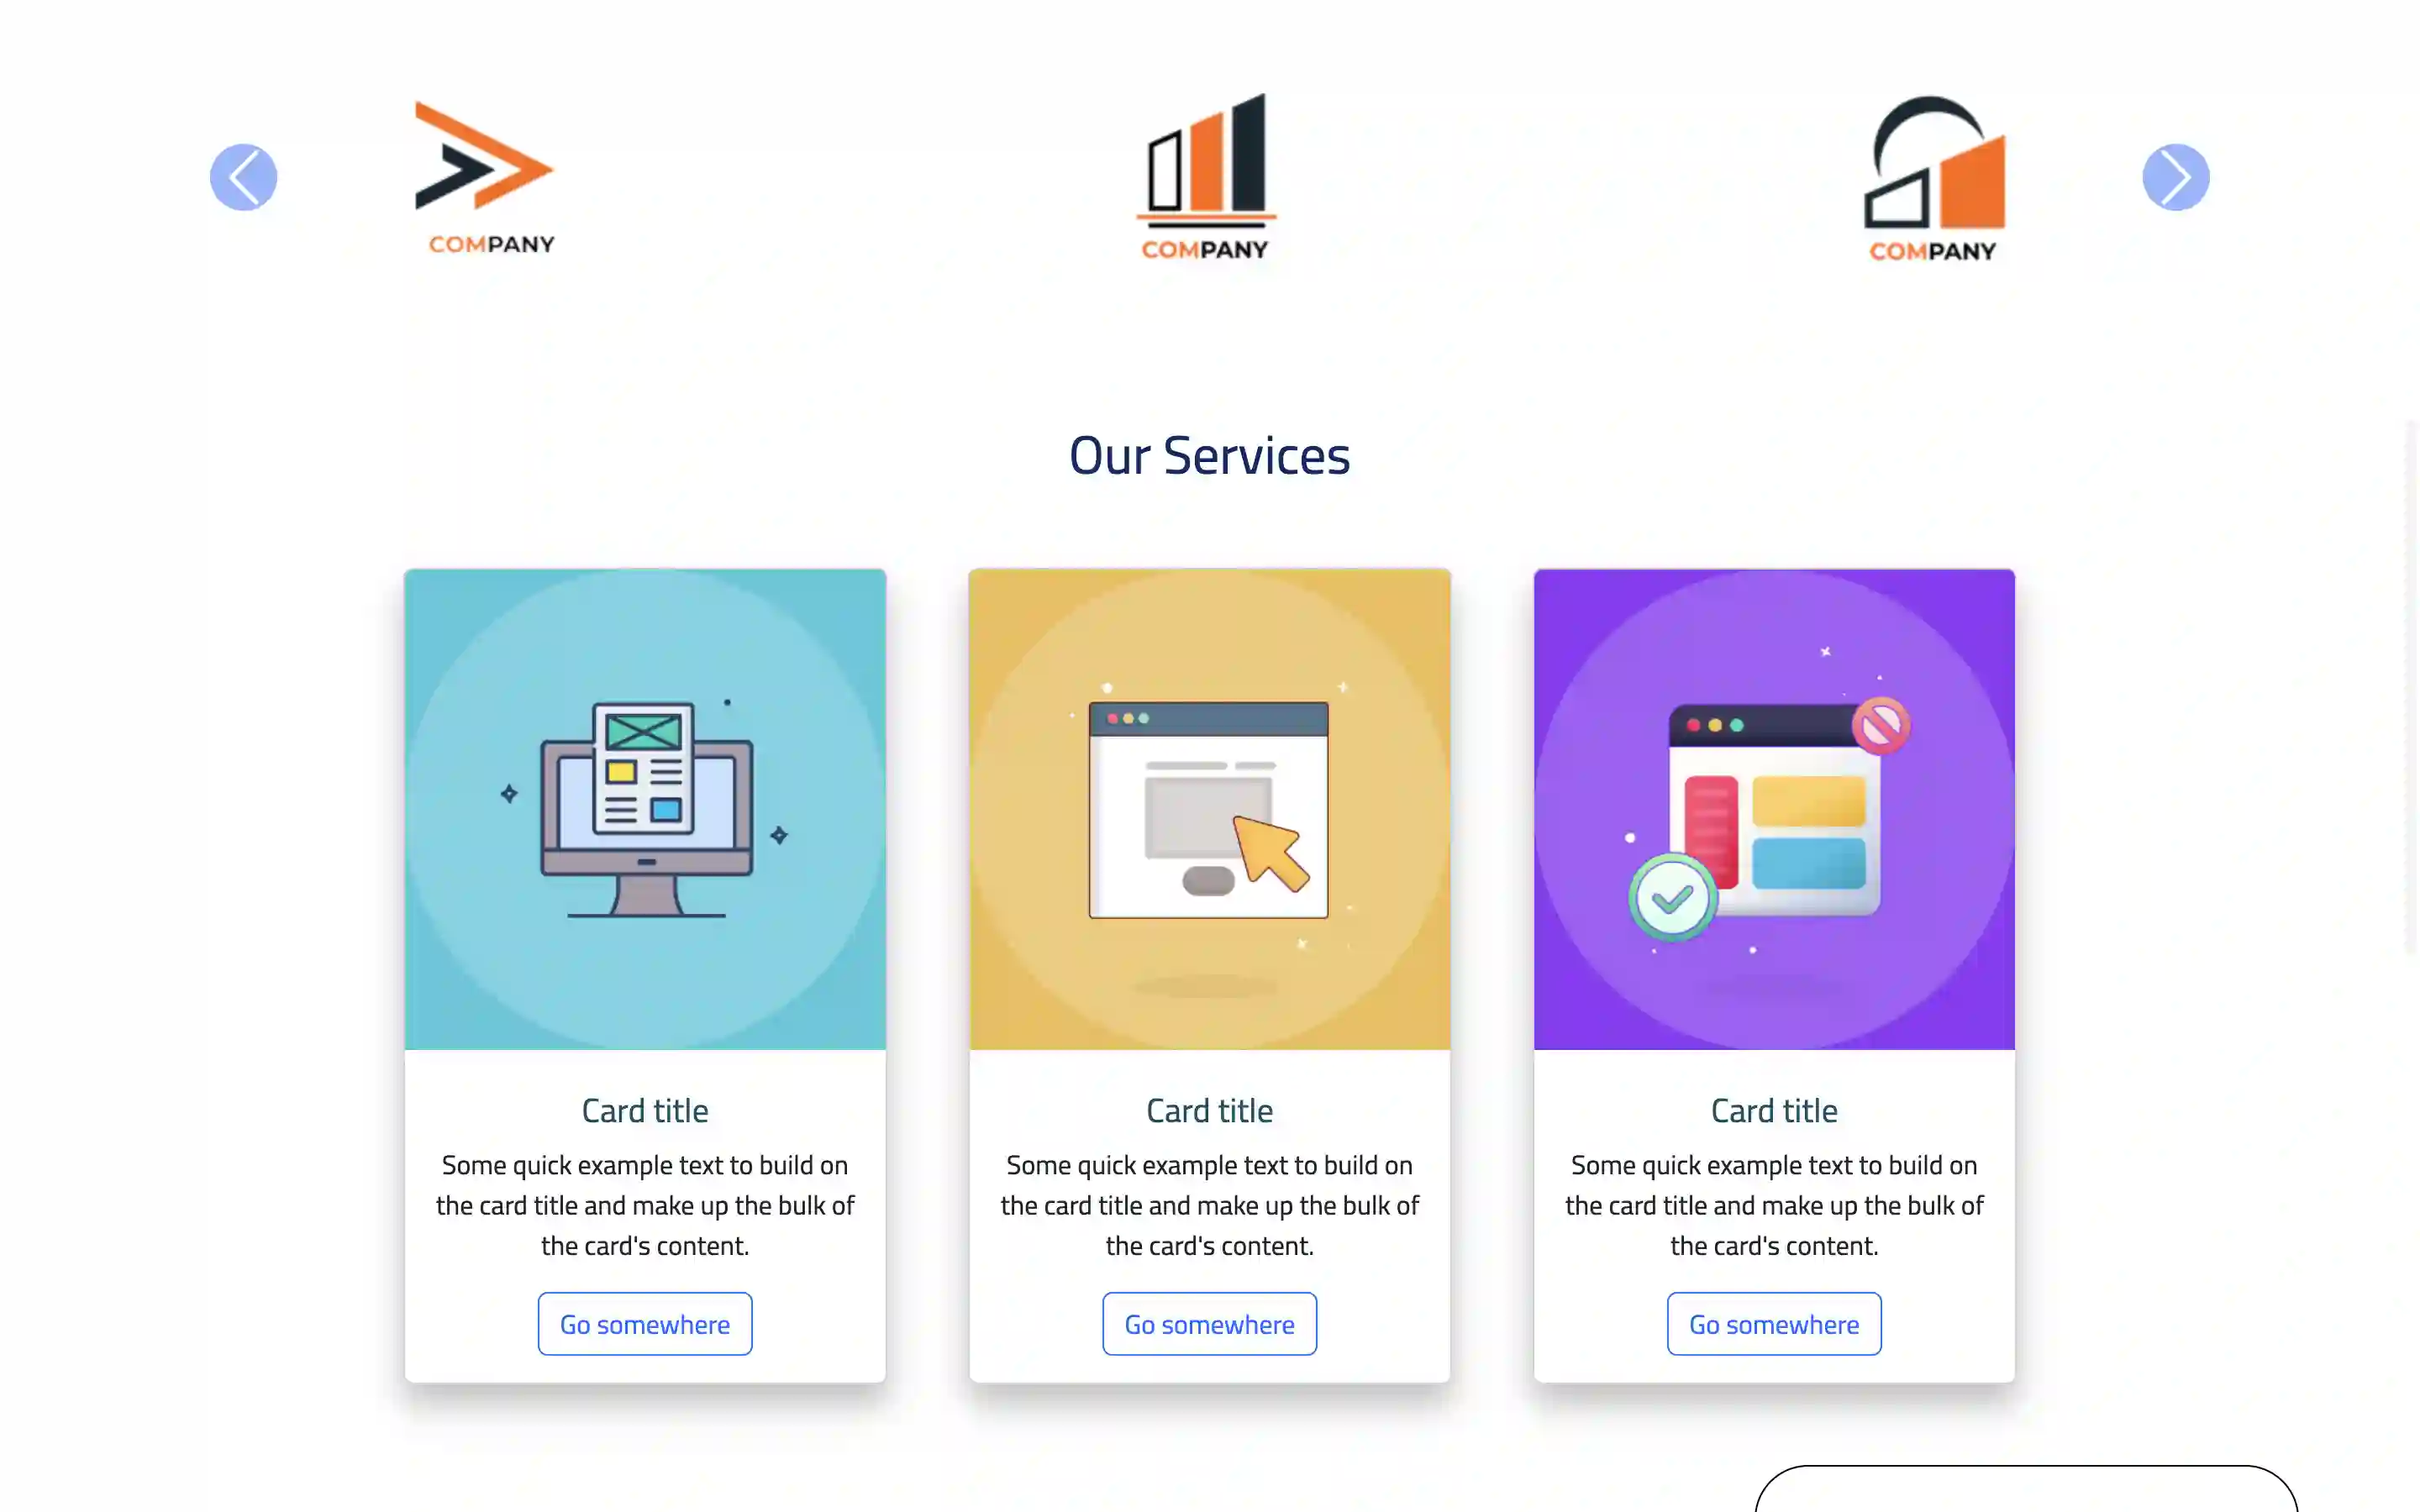 COMPANY
COMPANY
COMPANY
Our Services
Card title
Some quick example text to build on
the card title and make up the bulk of
the card's content.
Go somewhere
Card title
Some quick example text to build on
the card title and make up the bulk of
the card's content.
Go somewhere
Card title
Some quick example text to build on
the card title and make up the bulk of
the card's content.
Go somewhere